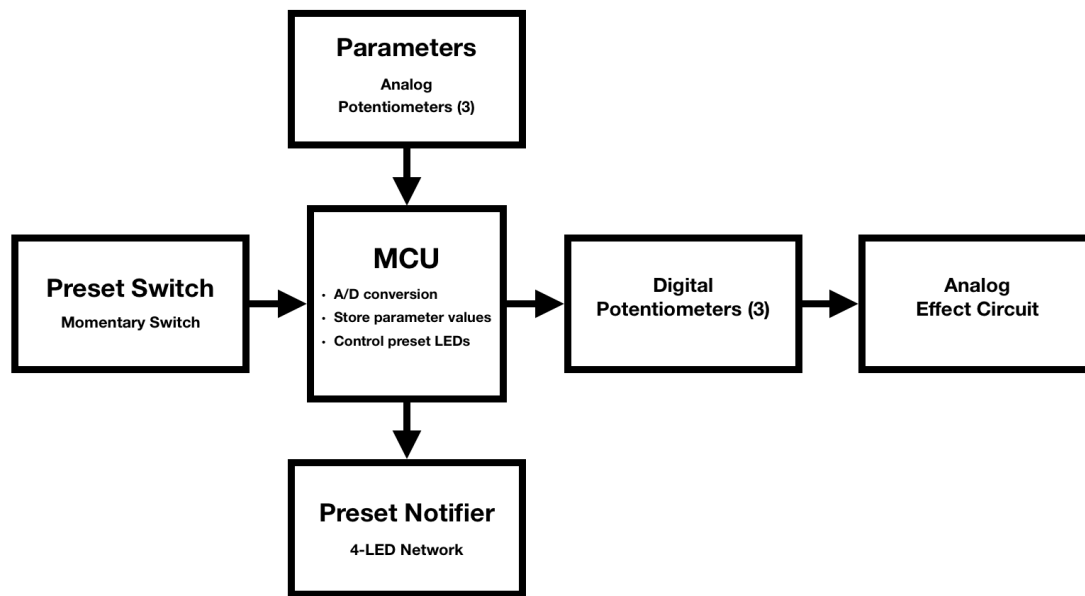 Parameters
Analog
Potentiometers (3)
Preset Switch
Momentary Switch
MCU
• A/D conversion
• Store parameter values
• Control preset LEDs
Digital
Potentiometers (3)
Analog
Effect Circuit
Preset Notifier
4-LED Network